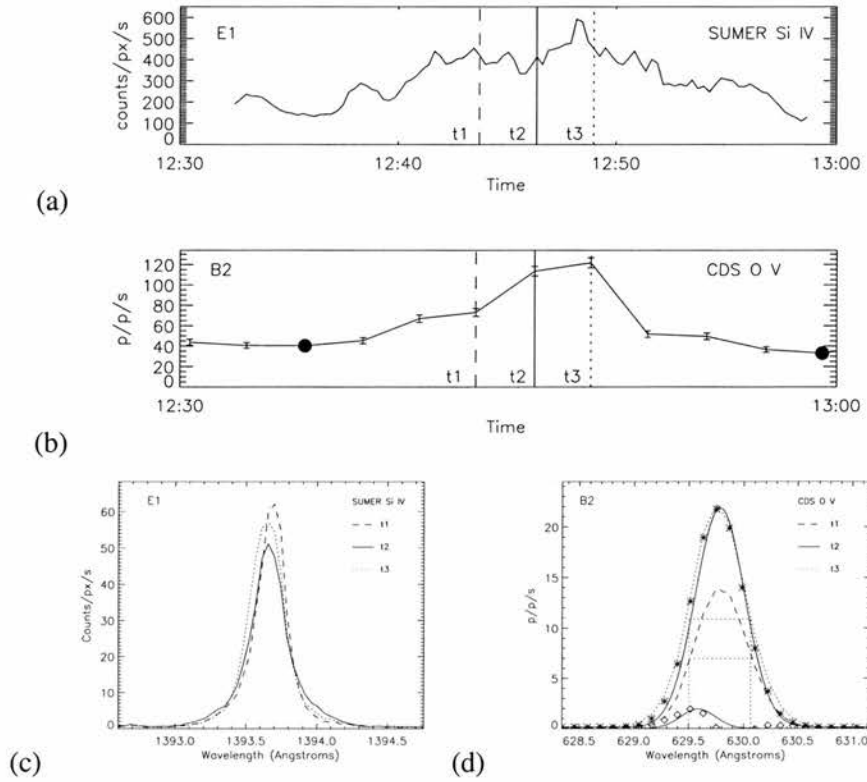 E1 SUMER Si IV
600
500
400
300
200
100
0
counts/px/s
t1 t2 t3
12:30 12:40 12:50 13:00
Time
(a)
B2 CDS O V
120
100
80
60
40
20
0
p/p/s
t1 t2 t3
12:30 13:00
Time
(b)
E1 SUMER Si IV
t1
t2
t3
60
50
40
30
20
10
0
Counts/px/s
1393.0 1393.5 1394.0 1394.5
Wavelength (Angstroms)
(c)
B2 CDS O V
t1
t2
t3
20
15
10
5
0
p/p/s
628.5 629.0 629.5 630.0 630.5 631.0
Wavelength (Angstroms)
(d)